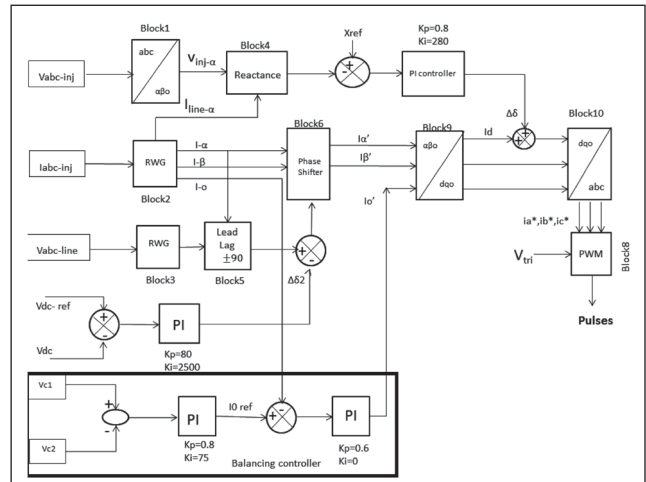 Block1
Xref
Kp=0.8
Ki=280
Block4
abc
αβo
Vinj-α
Vabc-inj
Reactance
+
-
PI controller
Iline-α
Δδ
Block10
Block6
Iabc-inj
RWG
Block2
I-α
I-β
I-o
Phase
Shifter
Iα'
Iβ'
Io'
Block9
αβo
dqo
Id
+
+
dqo
abc
Vabc-line
RWG
Block3
Lead
Lag
±90
Block5
+
-
Δδ2
ia*,ib*,ic*
Vtri
PWM
Block8
Pulses
Vdc- ref
Vdc
+
-
PI
Kp=80
Ki=2500
Vc1
Vc2
+
-
PI
Kp=0.8
Ki=75
I0 ref
+
-
PI
Kp=0.6
Ki=0
Balancing controller